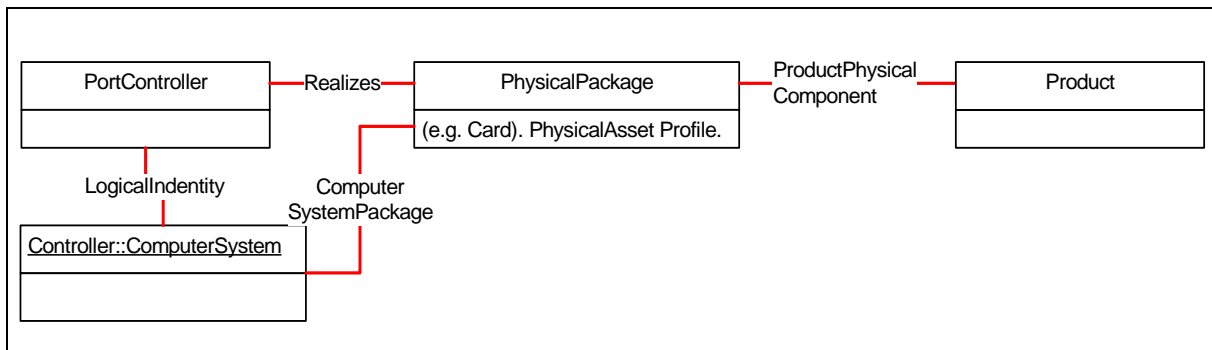 PortController
Realizes
PhysicalPackage
(e.g. Card). PhysicalAsset Profile.
ProductPhysical
Component
Product
LogicalIndentity
Computer
SystemPackage
Controller::ComputerSystem